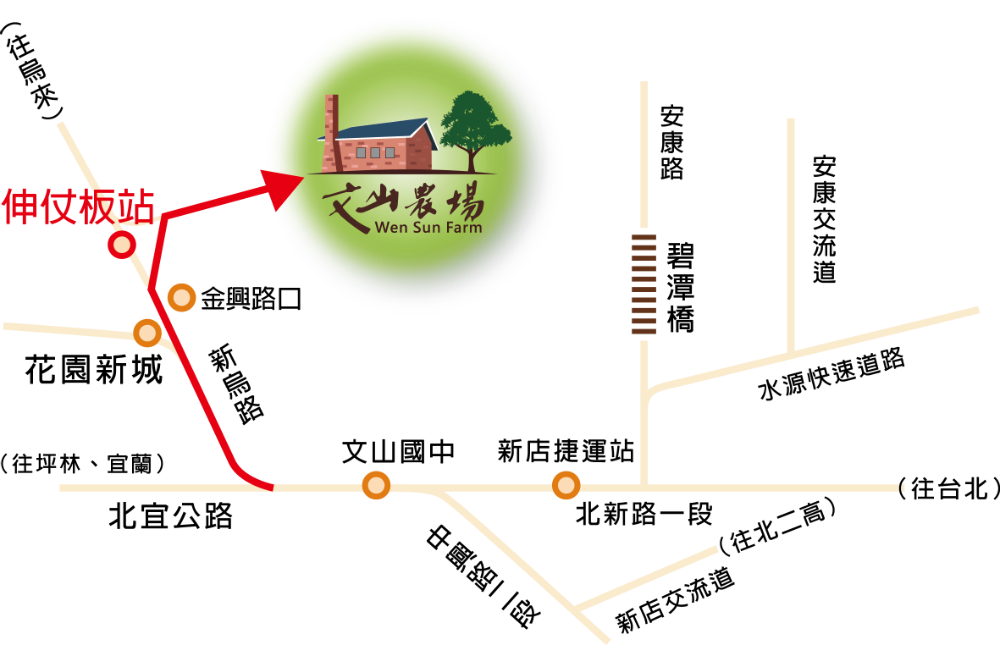 （往烏來）
伸仗板站
文山農場
Wen Sun Farm
安康路
安康交流道
碧潭橋
金興路口
花園新城
新烏路
水源快速道路
（往坪林、宜蘭）
文山國中
新店捷運站
（往台北）
北宜公路
北新路一段
（往北二高）
中興路二段
新店交流道